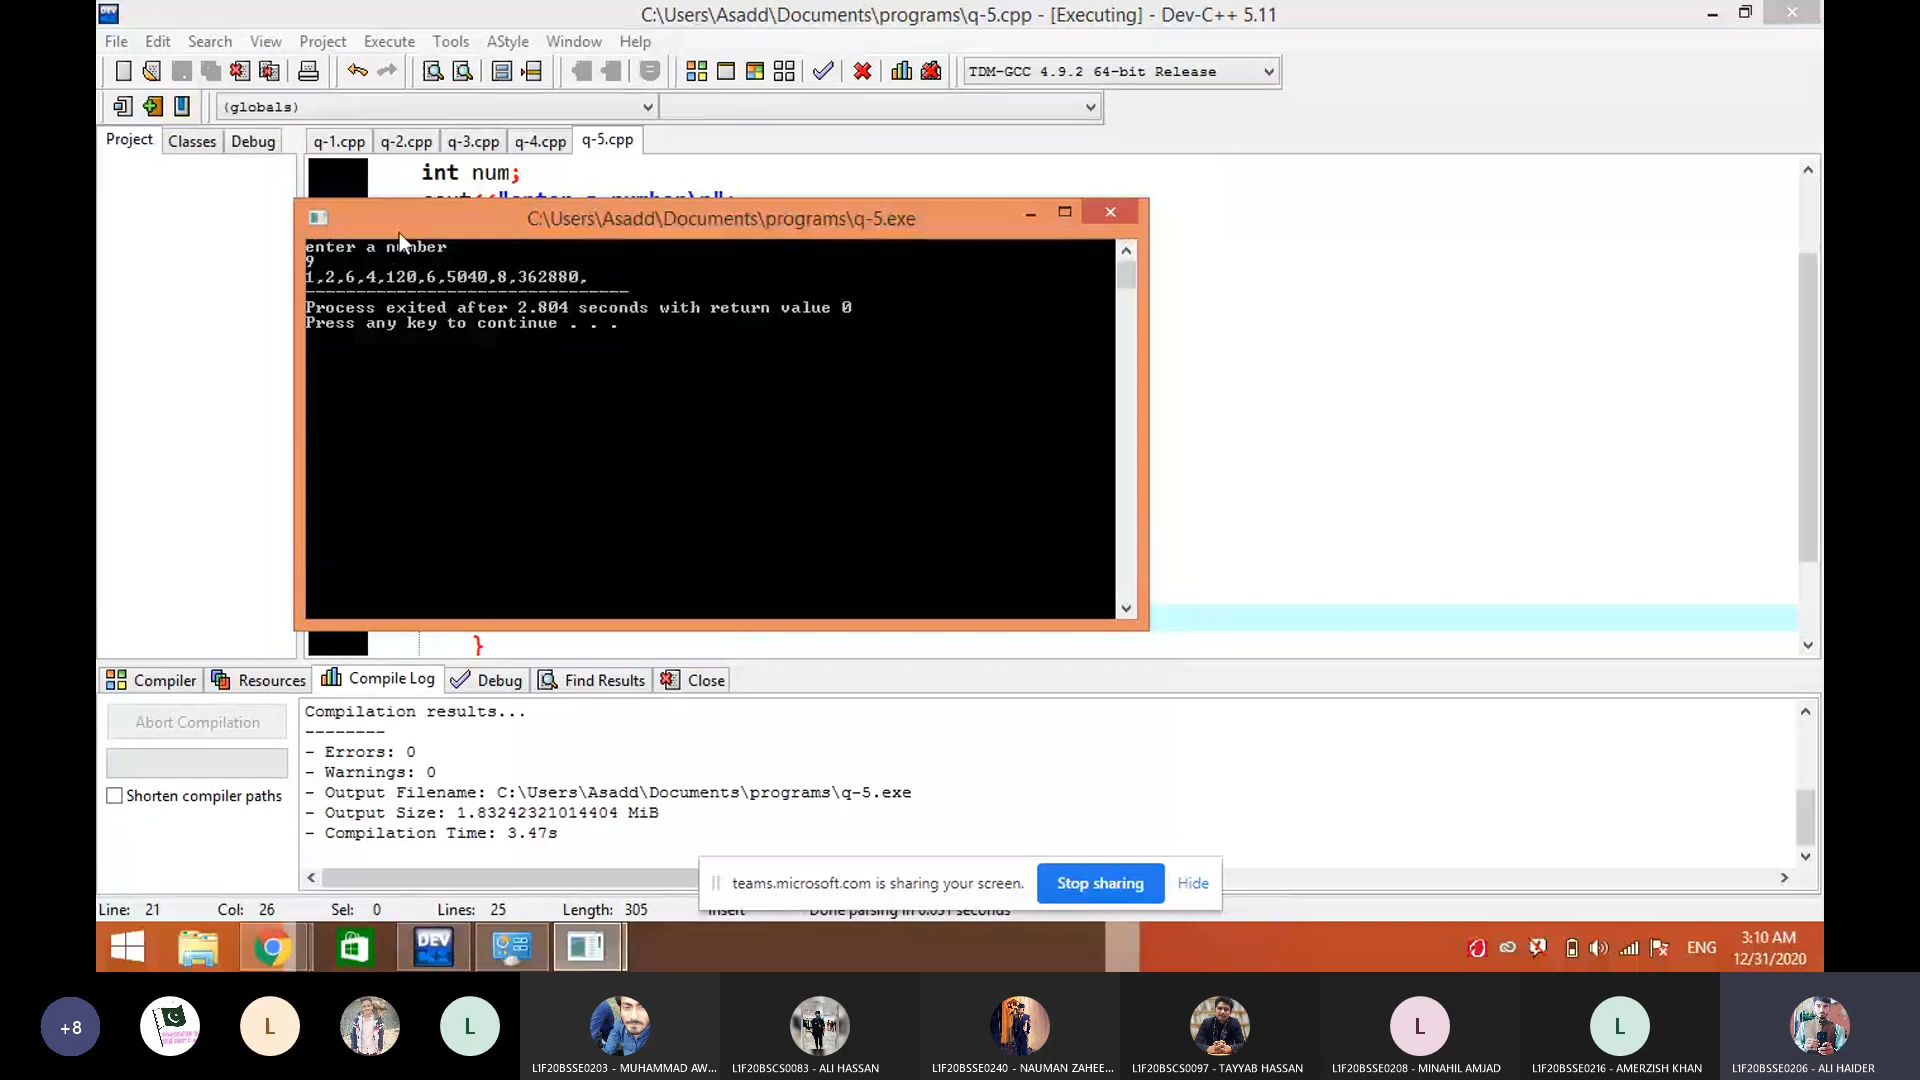 C:\Users\Asadd\Documents\programs\q-5.cpp - [Executing] - Dev-C++ 5.11
File Edit Search View Project Execute Tools AStyle Window Help
TDM-GCC 4.9.2 64-bit Release
(globals)
Project Classes Debug
q-1.cpp q-2.cpp q-3.cpp q-4.cpp q-5.cpp
int num;
C:\Users\Asadd\Documents\programs\q-5.exe
enter a number
9
1,2,6,4,120,6,5040,8,362880,
--------------------------------
Process exited after 2.804 seconds with return value 0
Press any key to continue . . .
}
Compiler Resources Compile Log Debug Find Results Close
Abort Compilation
Shorten compiler paths
Compilation results...
--------
- Errors: 0
- Warnings: 0
- Output Filename: C:\Users\Asadd\Documents\programs\q-5.exe
- Output Size: 1.83242321014404 MiB
- Compilation Time: 3.47s
teams.microsoft.com is sharing your screen. Stop sharing Hide
Line: 21 Col: 26 Sel: 0 Lines: 25 Length: 305 Insert Done parsing in
DEV
ENG
3:10 AM
12/31/2020
+8
L
L
L
L
L1F20BSSE0203 - MUHAMMAD AW...
L1F20BSCS0083 - ALI HASSAN
L1F20BSSE0240 - NAUMAN ZAHEE...
L1F20BSCS0097 - TAYYAB HASSAN
L1F20BSSE0208 - MINAHIL AMJAD
L1F20BSSE0216 - AMERZISH KHAN
L1F20BSSE0206 - ALI HAIDER